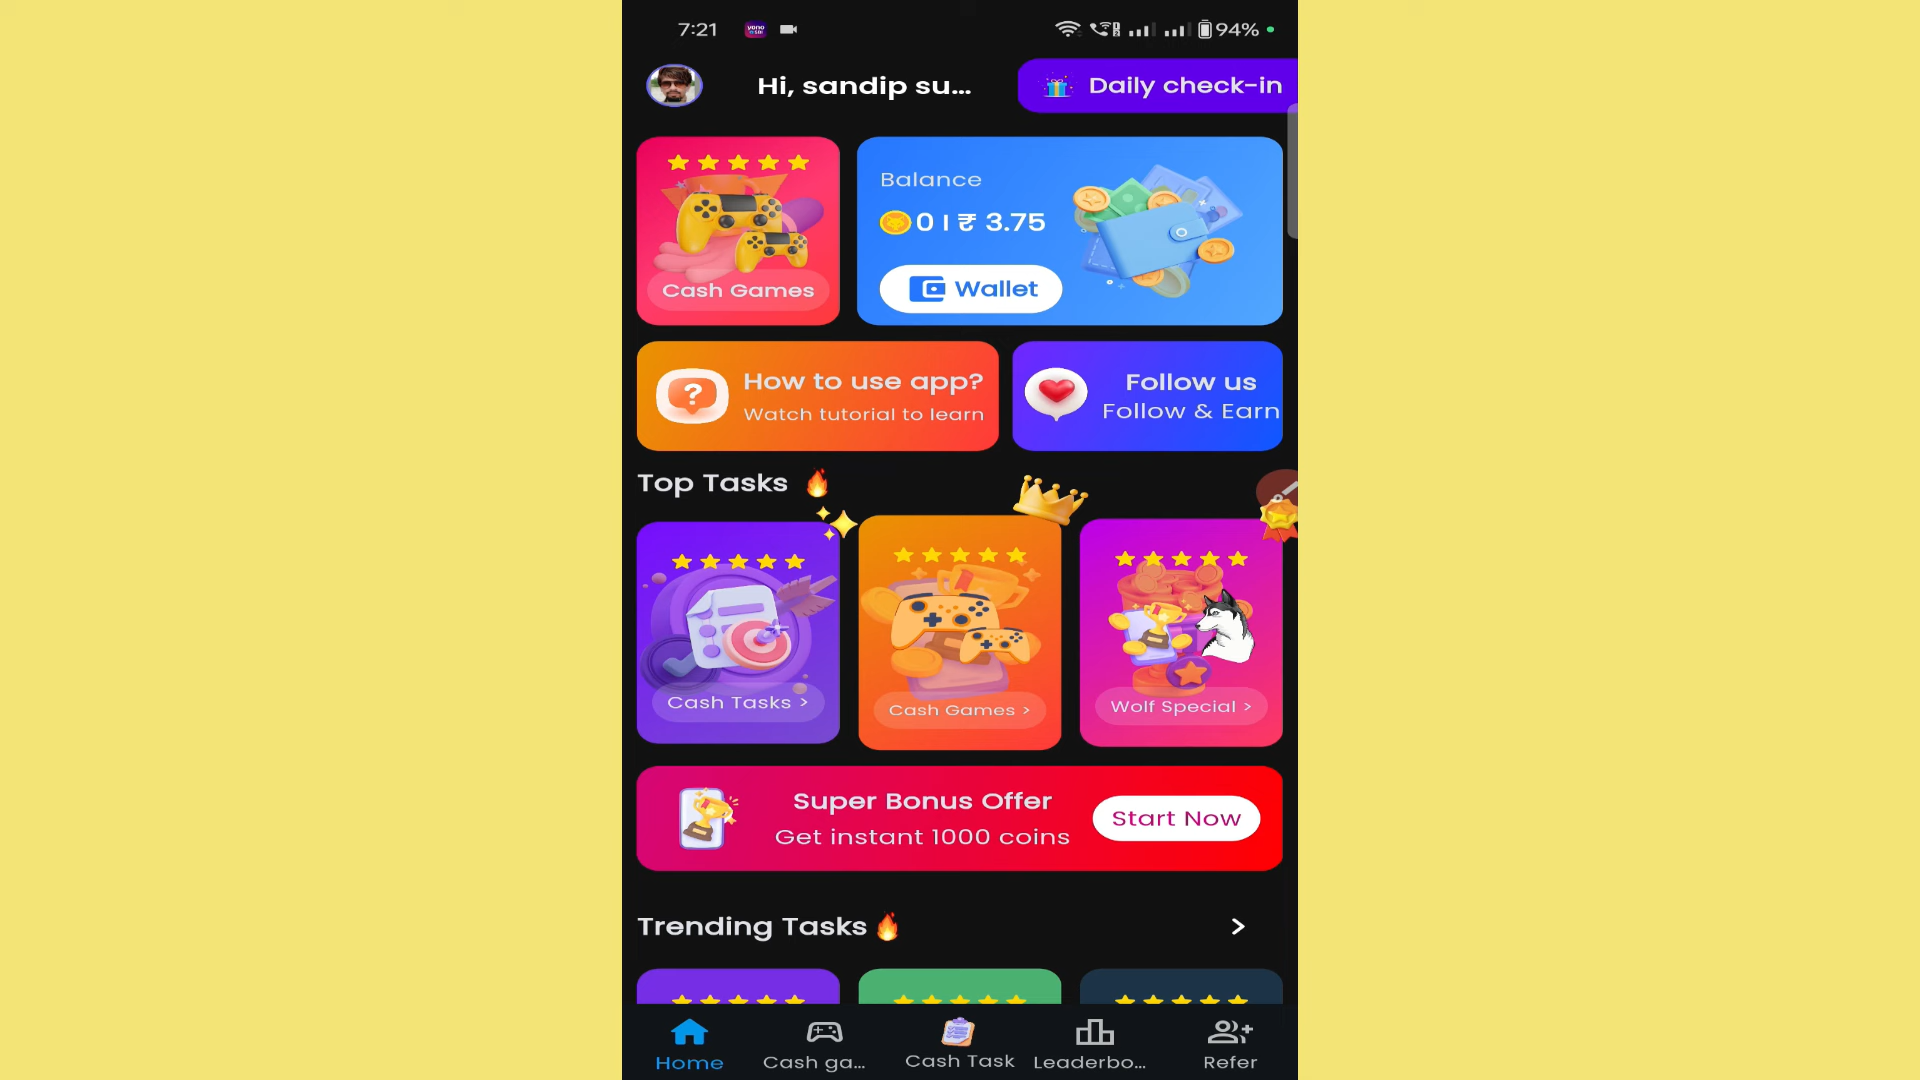 7:21
yono
SBI
94%
Hi, sandip su...
Daily check-in
Cash Games
Balance
0 | ₹ 3.75
Wallet
How to use app?
Watch tutorial to learn
Follow us
Follow & Earn
Top Tasks 🔥
Cash Tasks >
Cash Games >
Wolf Special >
Super Bonus Offer
Get instant 1000 coins
Start Now
Trending Tasks 🔥
Home
Cash ga...
Cash Task
Leaderbo...
Refer